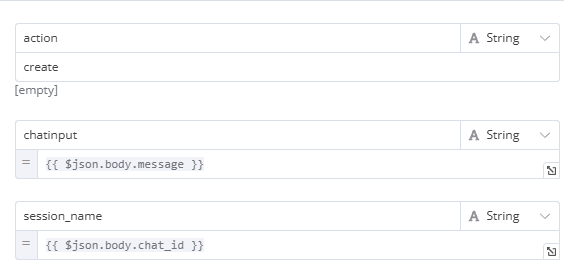 action A String
create
[empty]
chatinput A String
= {{ $json.body.message }}
session_name A String
= {{ $json.body.chat_id }}